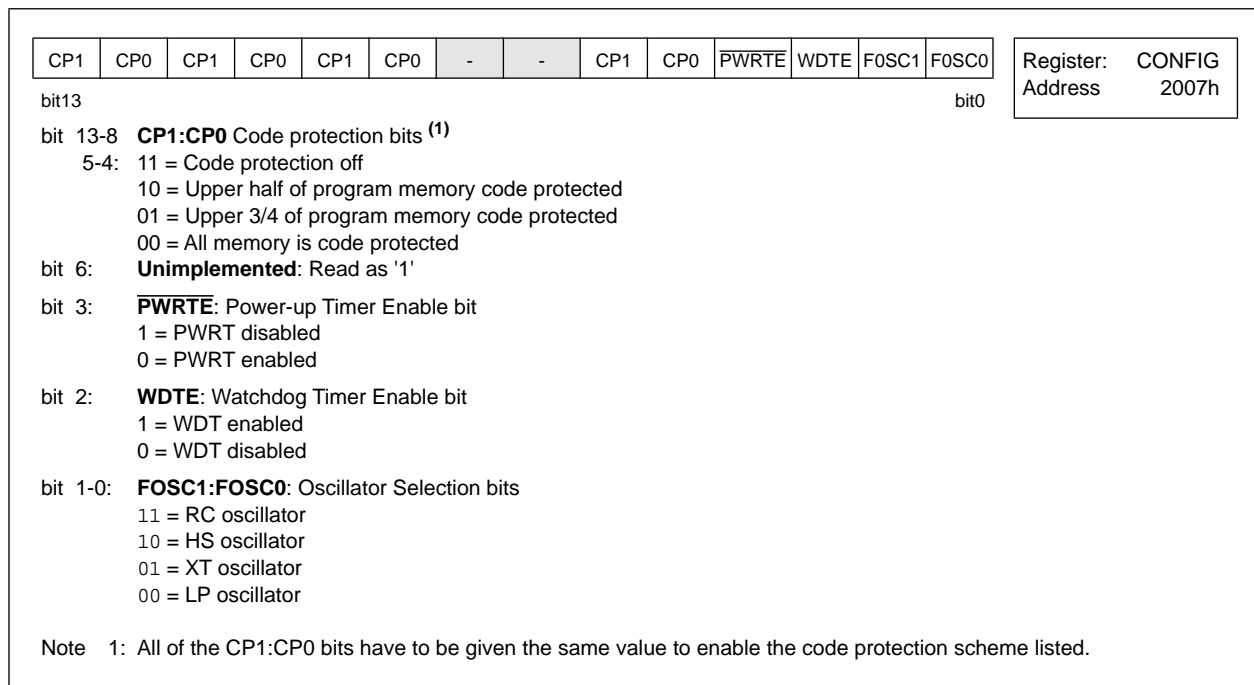 CP1 CP0 CP1 CP0 CP1 CP0 - - CP1 CP0 PWRTE WDTE F0SC1 F0SC0
Register: CONFIG
Address 2007h
bit13 bit0
bit 13-8 CP1:CP0 Code protection bits (1)
5-4: 11 = Code protection off
10 = Upper half of program memory code protected
01 = Upper 3/4 of program memory code protected
00 = All memory is code protected
bit 6: Unimplemented: Read as '1'
bit 3: PWRTE: Power-up Timer Enable bit
1 = PWRT disabled
0 = PWRT enabled
bit 2: WDTE: Watchdog Timer Enable bit
1 = WDT enabled
0 = WDT disabled
bit 1-0: FOSC1:FOSC0: Oscillator Selection bits
11 = RC oscillator
10 = HS oscillator
01 = XT oscillator
00 = LP oscillator
Note 1: All of the CP1:CP0 bits have to be given the same value to enable the code protection scheme listed.